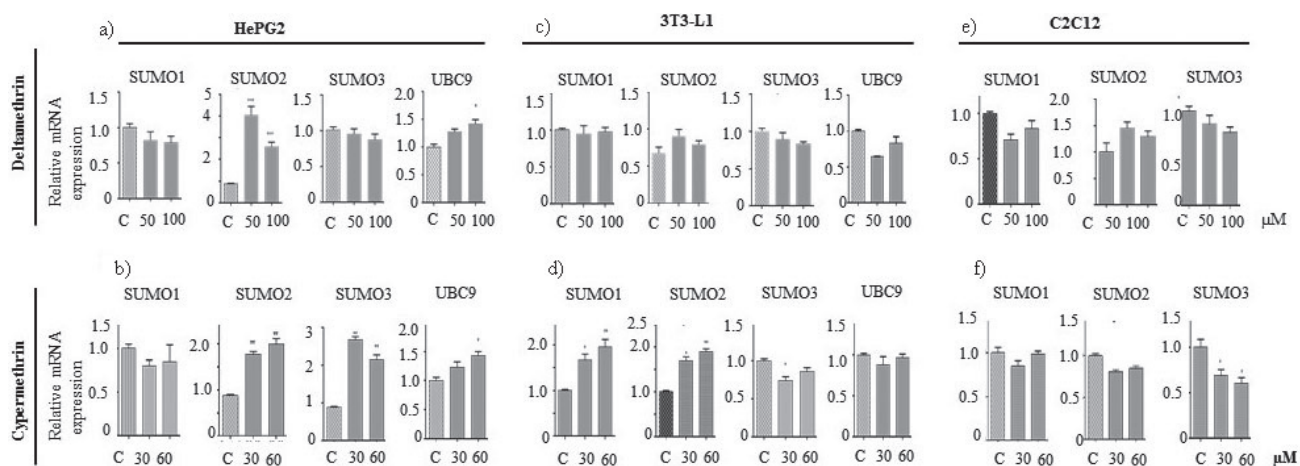 HePG2
3T3-L1
C2C12
Deltamethrin
Relative mRNA
expression
a)
SUMO1
1.5
1.0
0.5
0
C 50 100
SUMO2
5
4
2
0
C 50 100
SUMO3
1.5
1.0
0.5
0
C 50 100
UBC9
2.0
1.5
1.0
0.5
0
C 50 100
c)
SUMO1
1.5
1.0
0.5
0
C 50 100
SUMO2
1.5
1.0
0.5
0
C 50 100
SUMO3
1.5
1.0
0.5
0
C 50 100
UBC9
1.5
1.0
0.5
0
C 50 100
e)
SUMO1
1.5
1.0
0.5
0
C 50 100
SUMO2
2.0
1.5
1.0
0.5
0
C 50 100
SUMO3
1.0
0.5
0
C 50 100
μM
Cypermethrin
Relative mRNA
expression
b)
SUMO1
1.5
1.0
0.5
0
C 30 60
SUMO2
2.0
1.0
0
C 30 60
SUMO3
3
2
1
0
C 30 60
UBC9
2.0
1.5
1.0
0.5
0
C 30 60
d)
SUMO1
2.0
1.0
0
C 30 60
SUMO2
2.5
2.0
1.5
1.0
0.5
0
C 30 60
SUMO3
1.5
1.0
0.5
0
C 30 60
UBC9
1.5
1.0
0.5
0
C 30 60
f)
SUMO1
1.5
1.0
0.5
0
C 30 60
SUMO2
1.5
1.0
0.5
0
C 30 60
SUMO3
1.5
1.0
0.5
0
C 30 60
μM